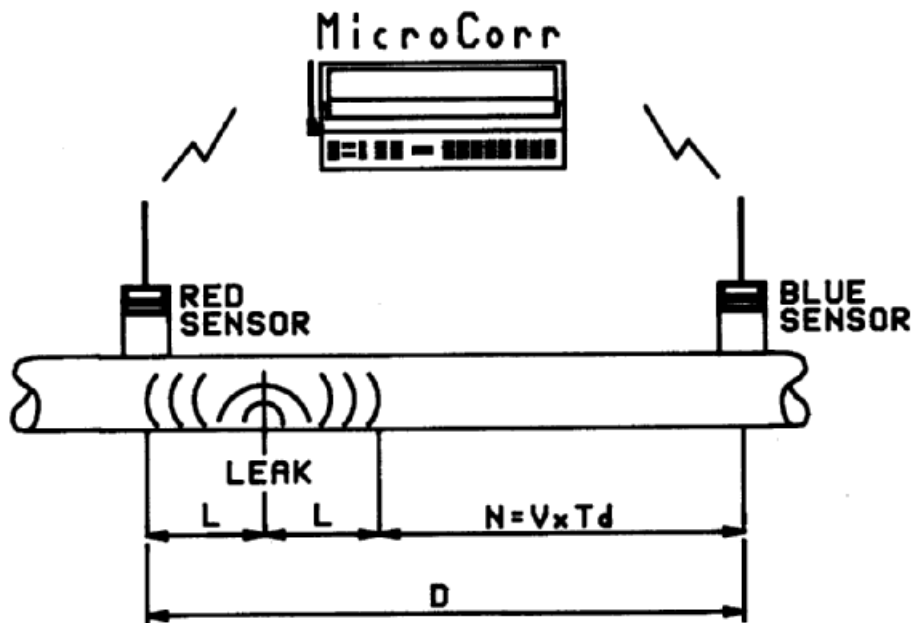 MicroCorr
RED
SENSOR
BLUE
SENSOR
LEAK
L
L
N=VxTd
D